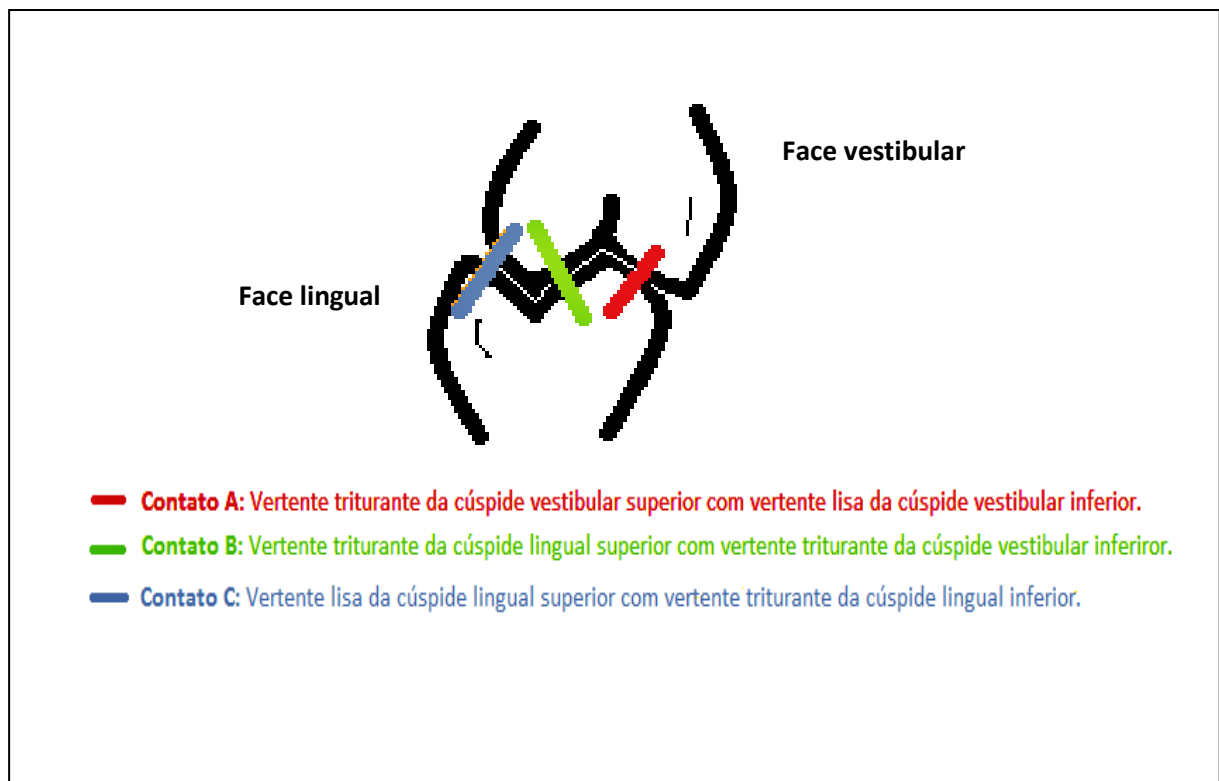 Face vestibular
Face lingual
Contato A: Vertente triturante da cúspide vestibular superior com vertente lisa da cúspide vestibular inferior.
Contato B: Vertente triturante da cúspide lingual superior com vertente triturante da cúspide vestibular inferiror.
Contato C: Vertente lisa da cúspide lingual superior com vertente triturante da cúspide lingual inferior.